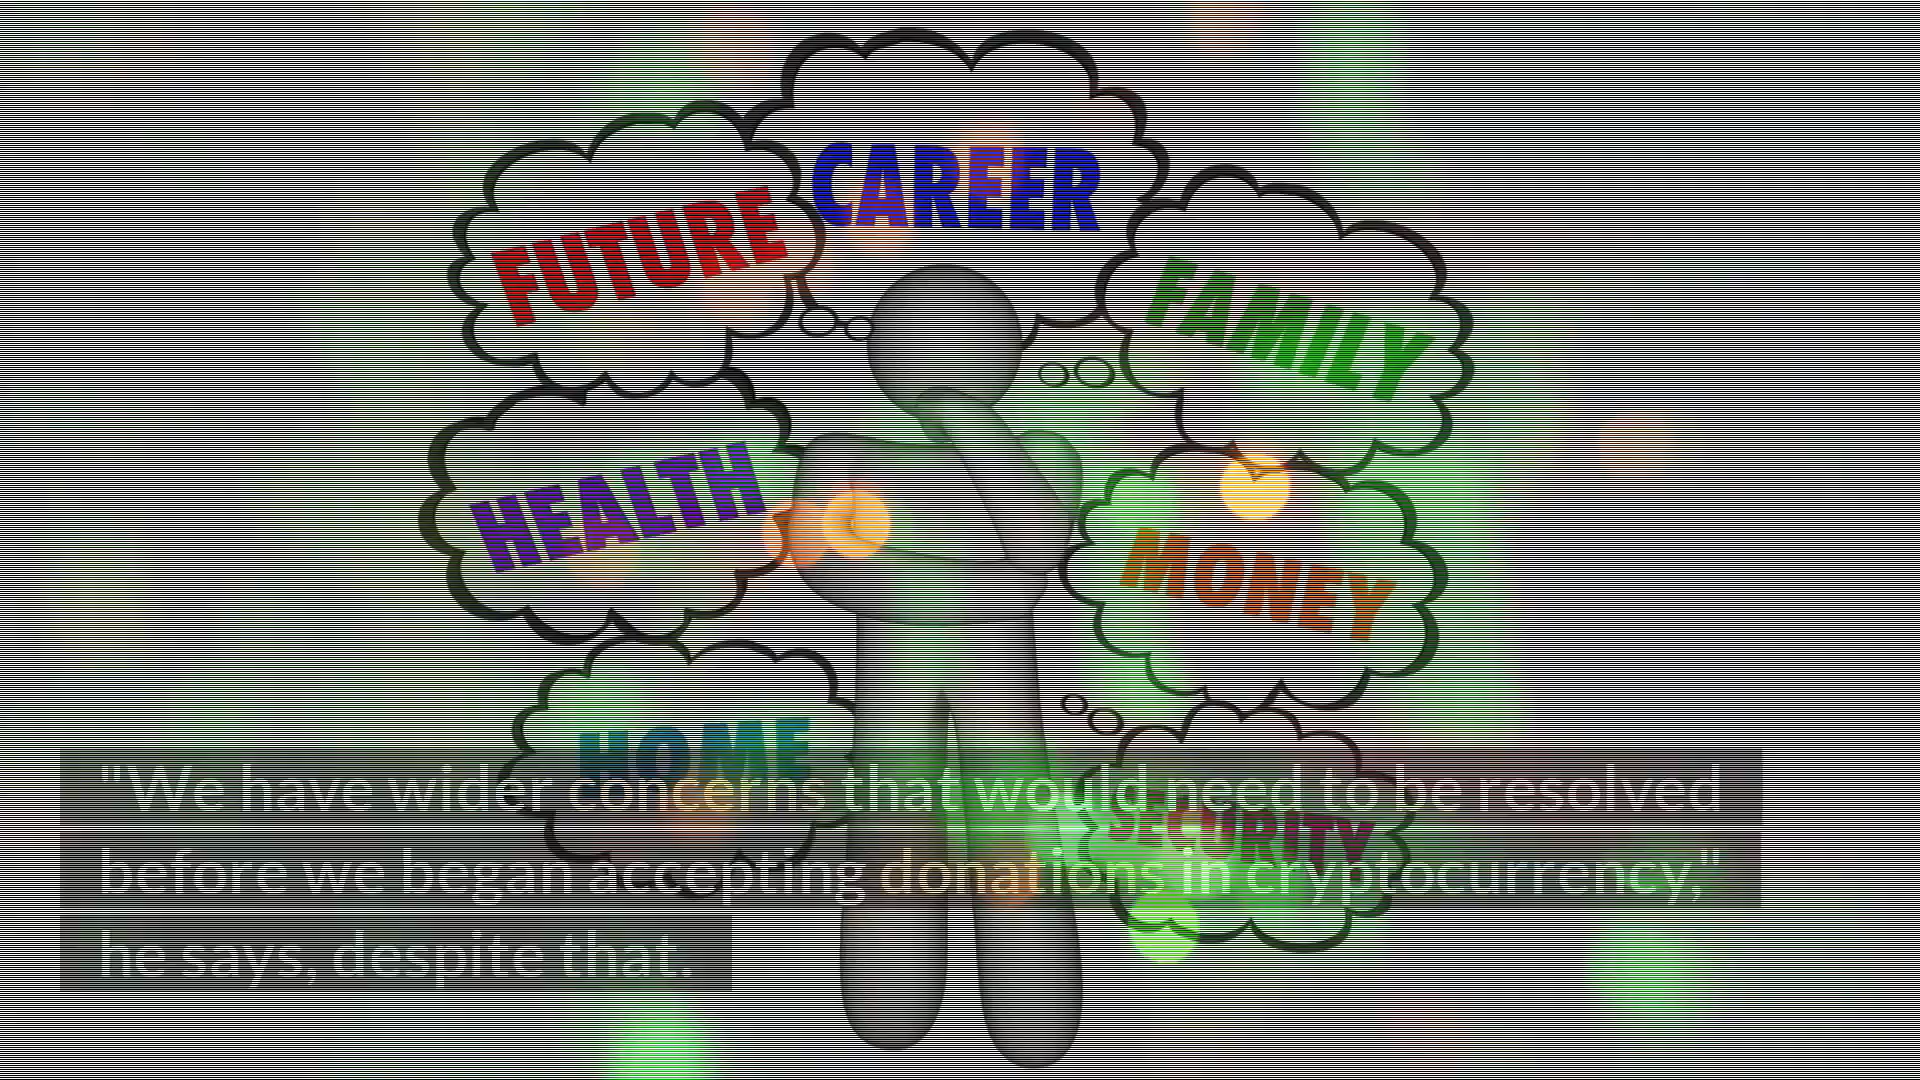 CAREER
FUTURE
FAMILY
HEALTH
MONEY
HOME
SECURITY
"We have wider concerns that would need to be resolved
before we began accepting donations in cryptocurrency,"
he says, despite that.